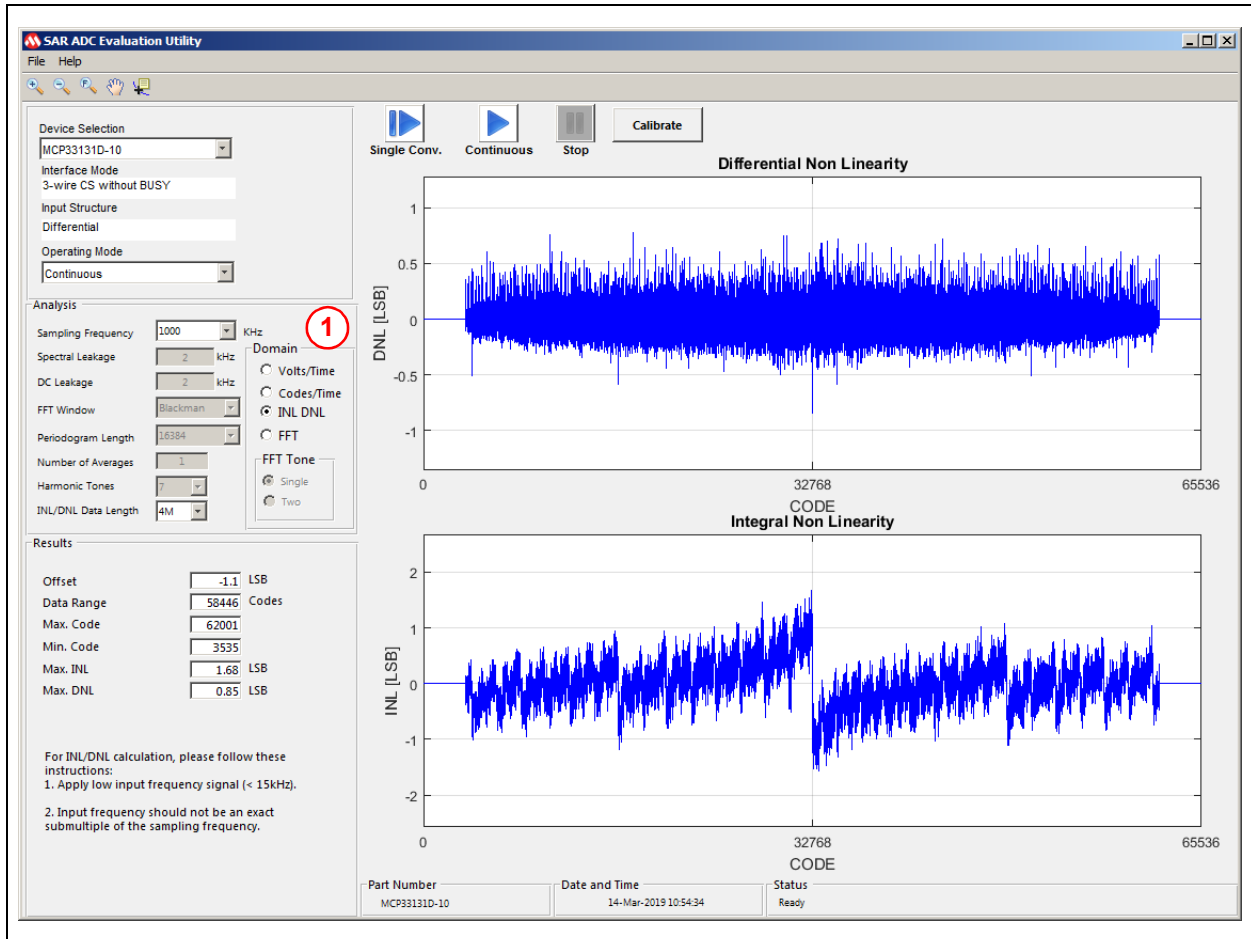 SAR ADC Evaluation Utility
File Help
Device Selection
MCP33131D-10
Interface Mode
3-wire CS without BUSY
Input Structure
Differential
Operating Mode
Continuous
Analysis
Sampling Frequency 1000 KHz
Spectral Leakage 2 kHz
DC Leakage 2 kHz
FFT Window Blackman
Periodogram Length 16384
Number of Averages 1
Harmonic Tones 7
INL/DNL Data Length 4M
1
Domain
Volts/Time
Codes/Time
INL DNL
FFT
FFT Tone
Single
Two
Results
Offset -1.1 LSB
Data Range 58446 Codes
Max. Code 62001
Min. Code 3535
Max. INL 1.68 LSB
Max. DNL 0.85 LSB
For INL/DNL calculation, please follow these
instructions:
1. Apply low input frequency signal (< 15kHz).
2. Input frequency should not be an exact
submultiple of the sampling frequency.
Single Conv. Continuous Stop Calibrate
Differential Non Linearity
DNL [LSB]
1
0.5
0
-0.5
-1
0 32768 65536
CODE
Integral Non Linearity
INL [LSB]
2
1
0
-1
-2
0 32768 65536
CODE
Part Number
MCP33131D-10
Date and Time
14-Mar-2019 10:54:34
Status
Ready